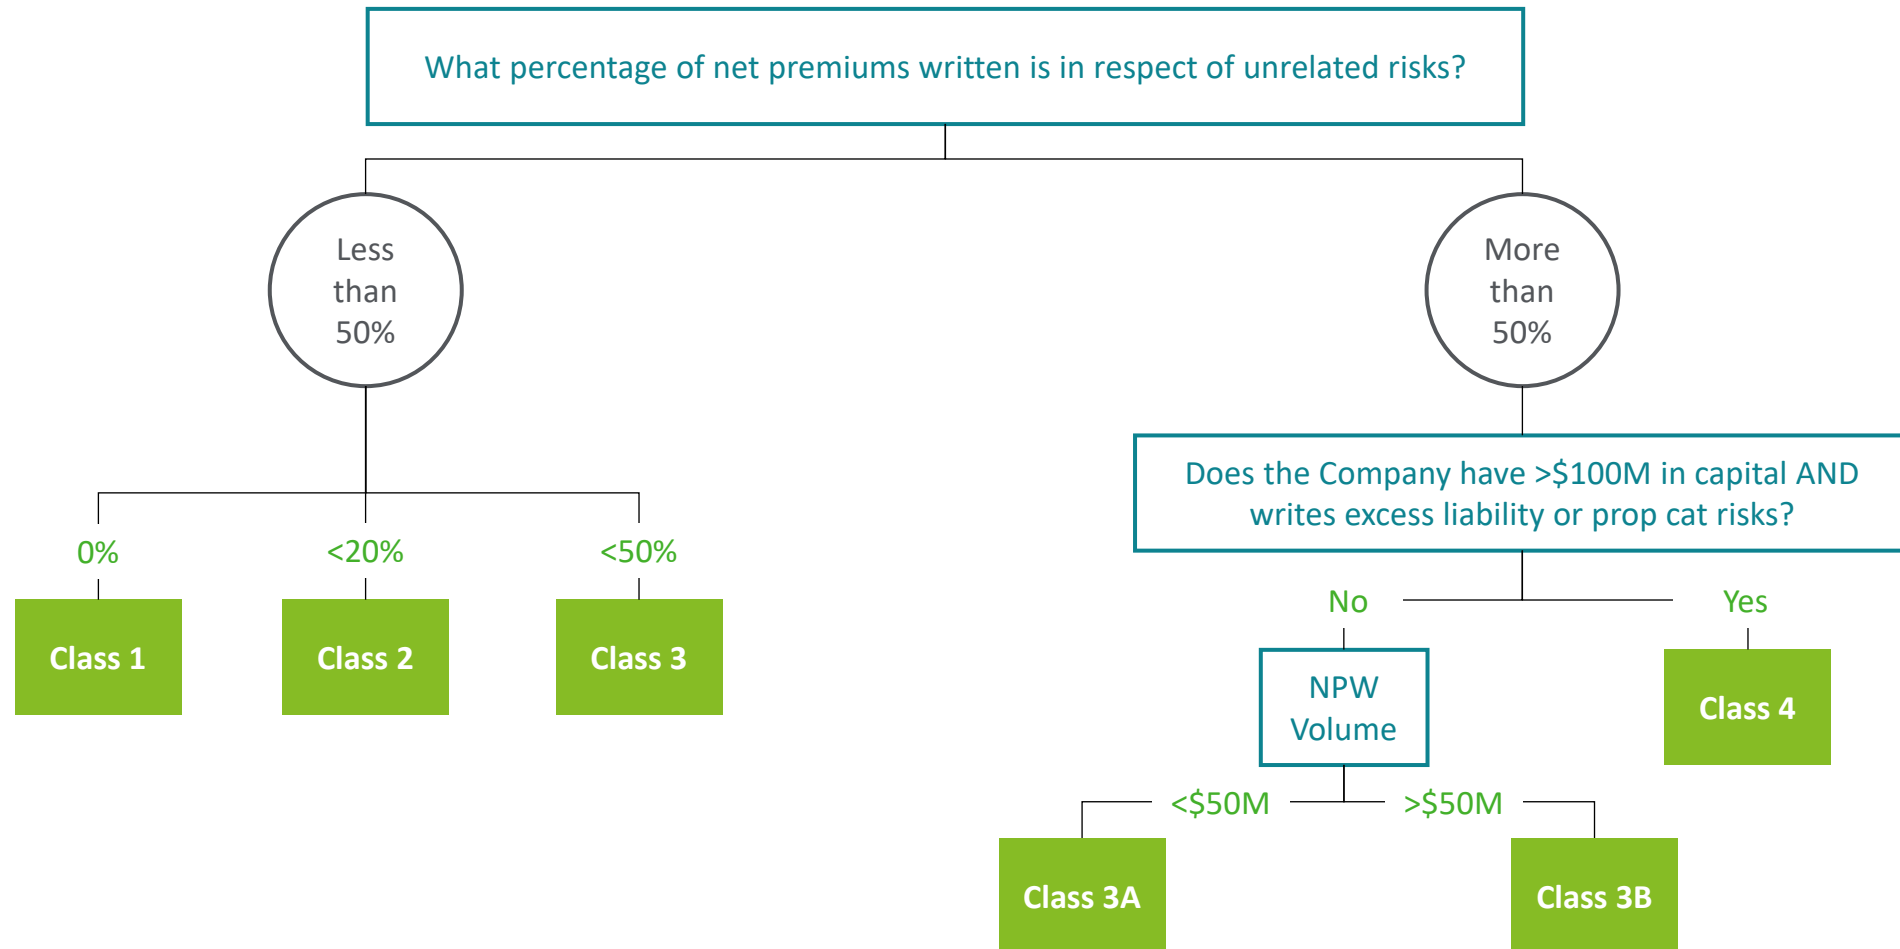 What percentage of net premiums written is in respect of unrelated risks?
Less
than
50%
More
than
50%
Does the Company have >$100M in capital AND
writes excess liability or prop cat risks?
0%
<20%
<50%
Class 1
Class 2
Class 3
No
Yes
NPW
Volume
Class 4
<$50M
>$50M
Class 3A
Class 3B